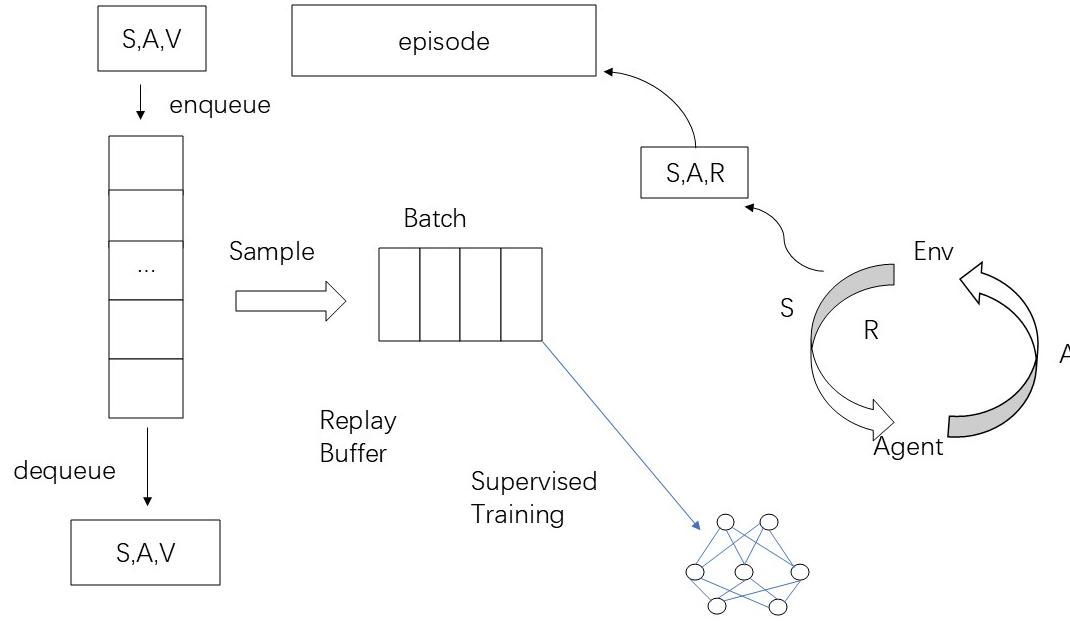 S,A,V
episode
enqueue
S,A,R
Batch
Sample
Env
...
S
R
A
Replay
Buffer
Agent
dequeue
Supervised
Training
S,A,V